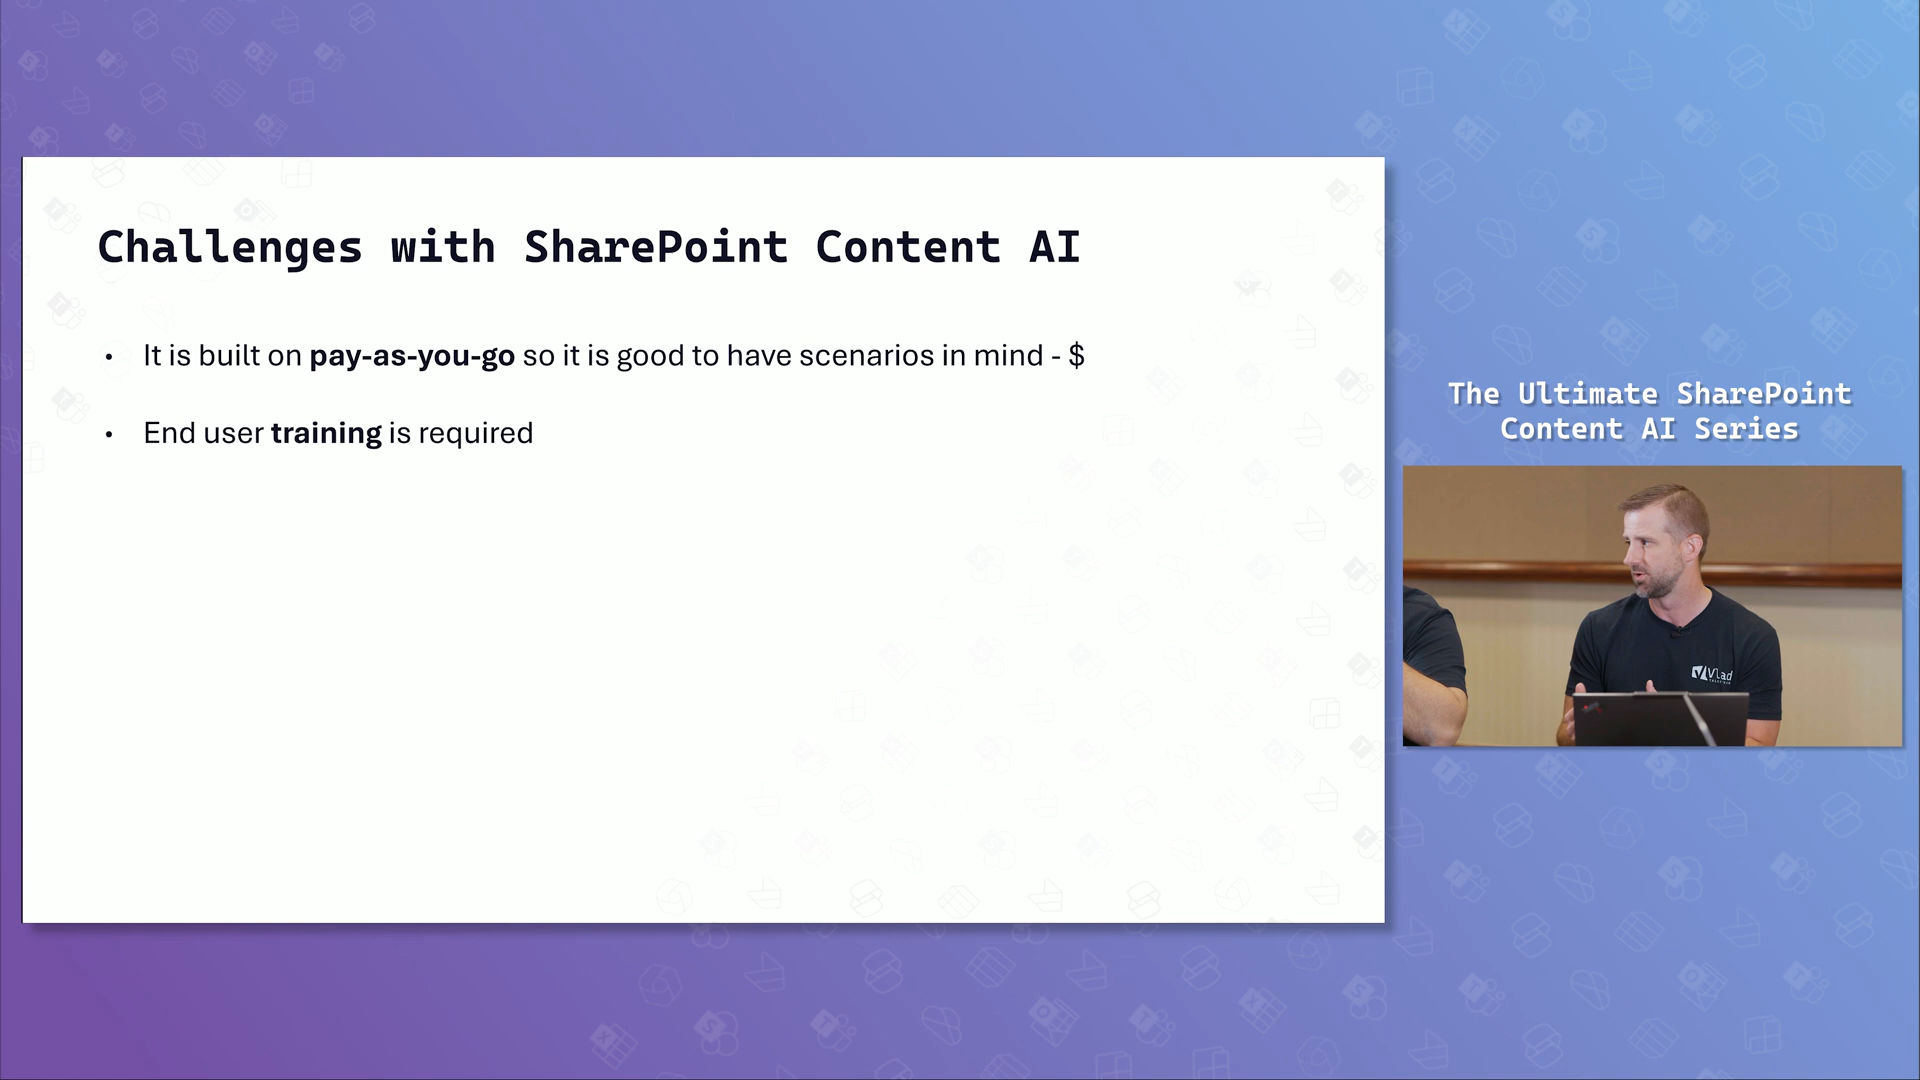 Challenges with SharePoint Content AI
• It is built on pay-as-you-go so it is good to have scenarios in mind - $
• End user training is required
The Ultimate SharePoint
Content AI Series
Vlad